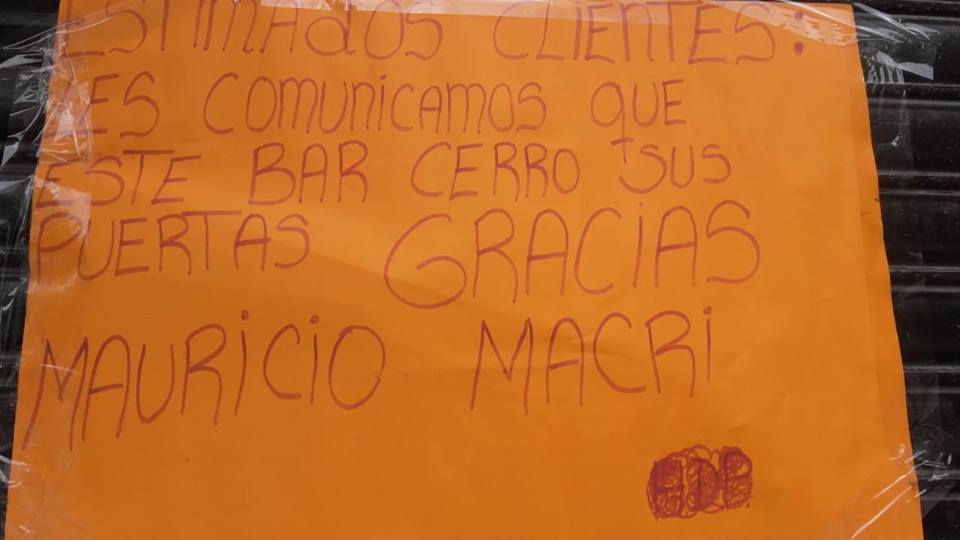 ESTIMAdOS CLIENTES:
LES COMUNICAMOS QUE
ESTE BAR CERRO SUS
PUERTAS GRACIAS
MAURICIO MACRI